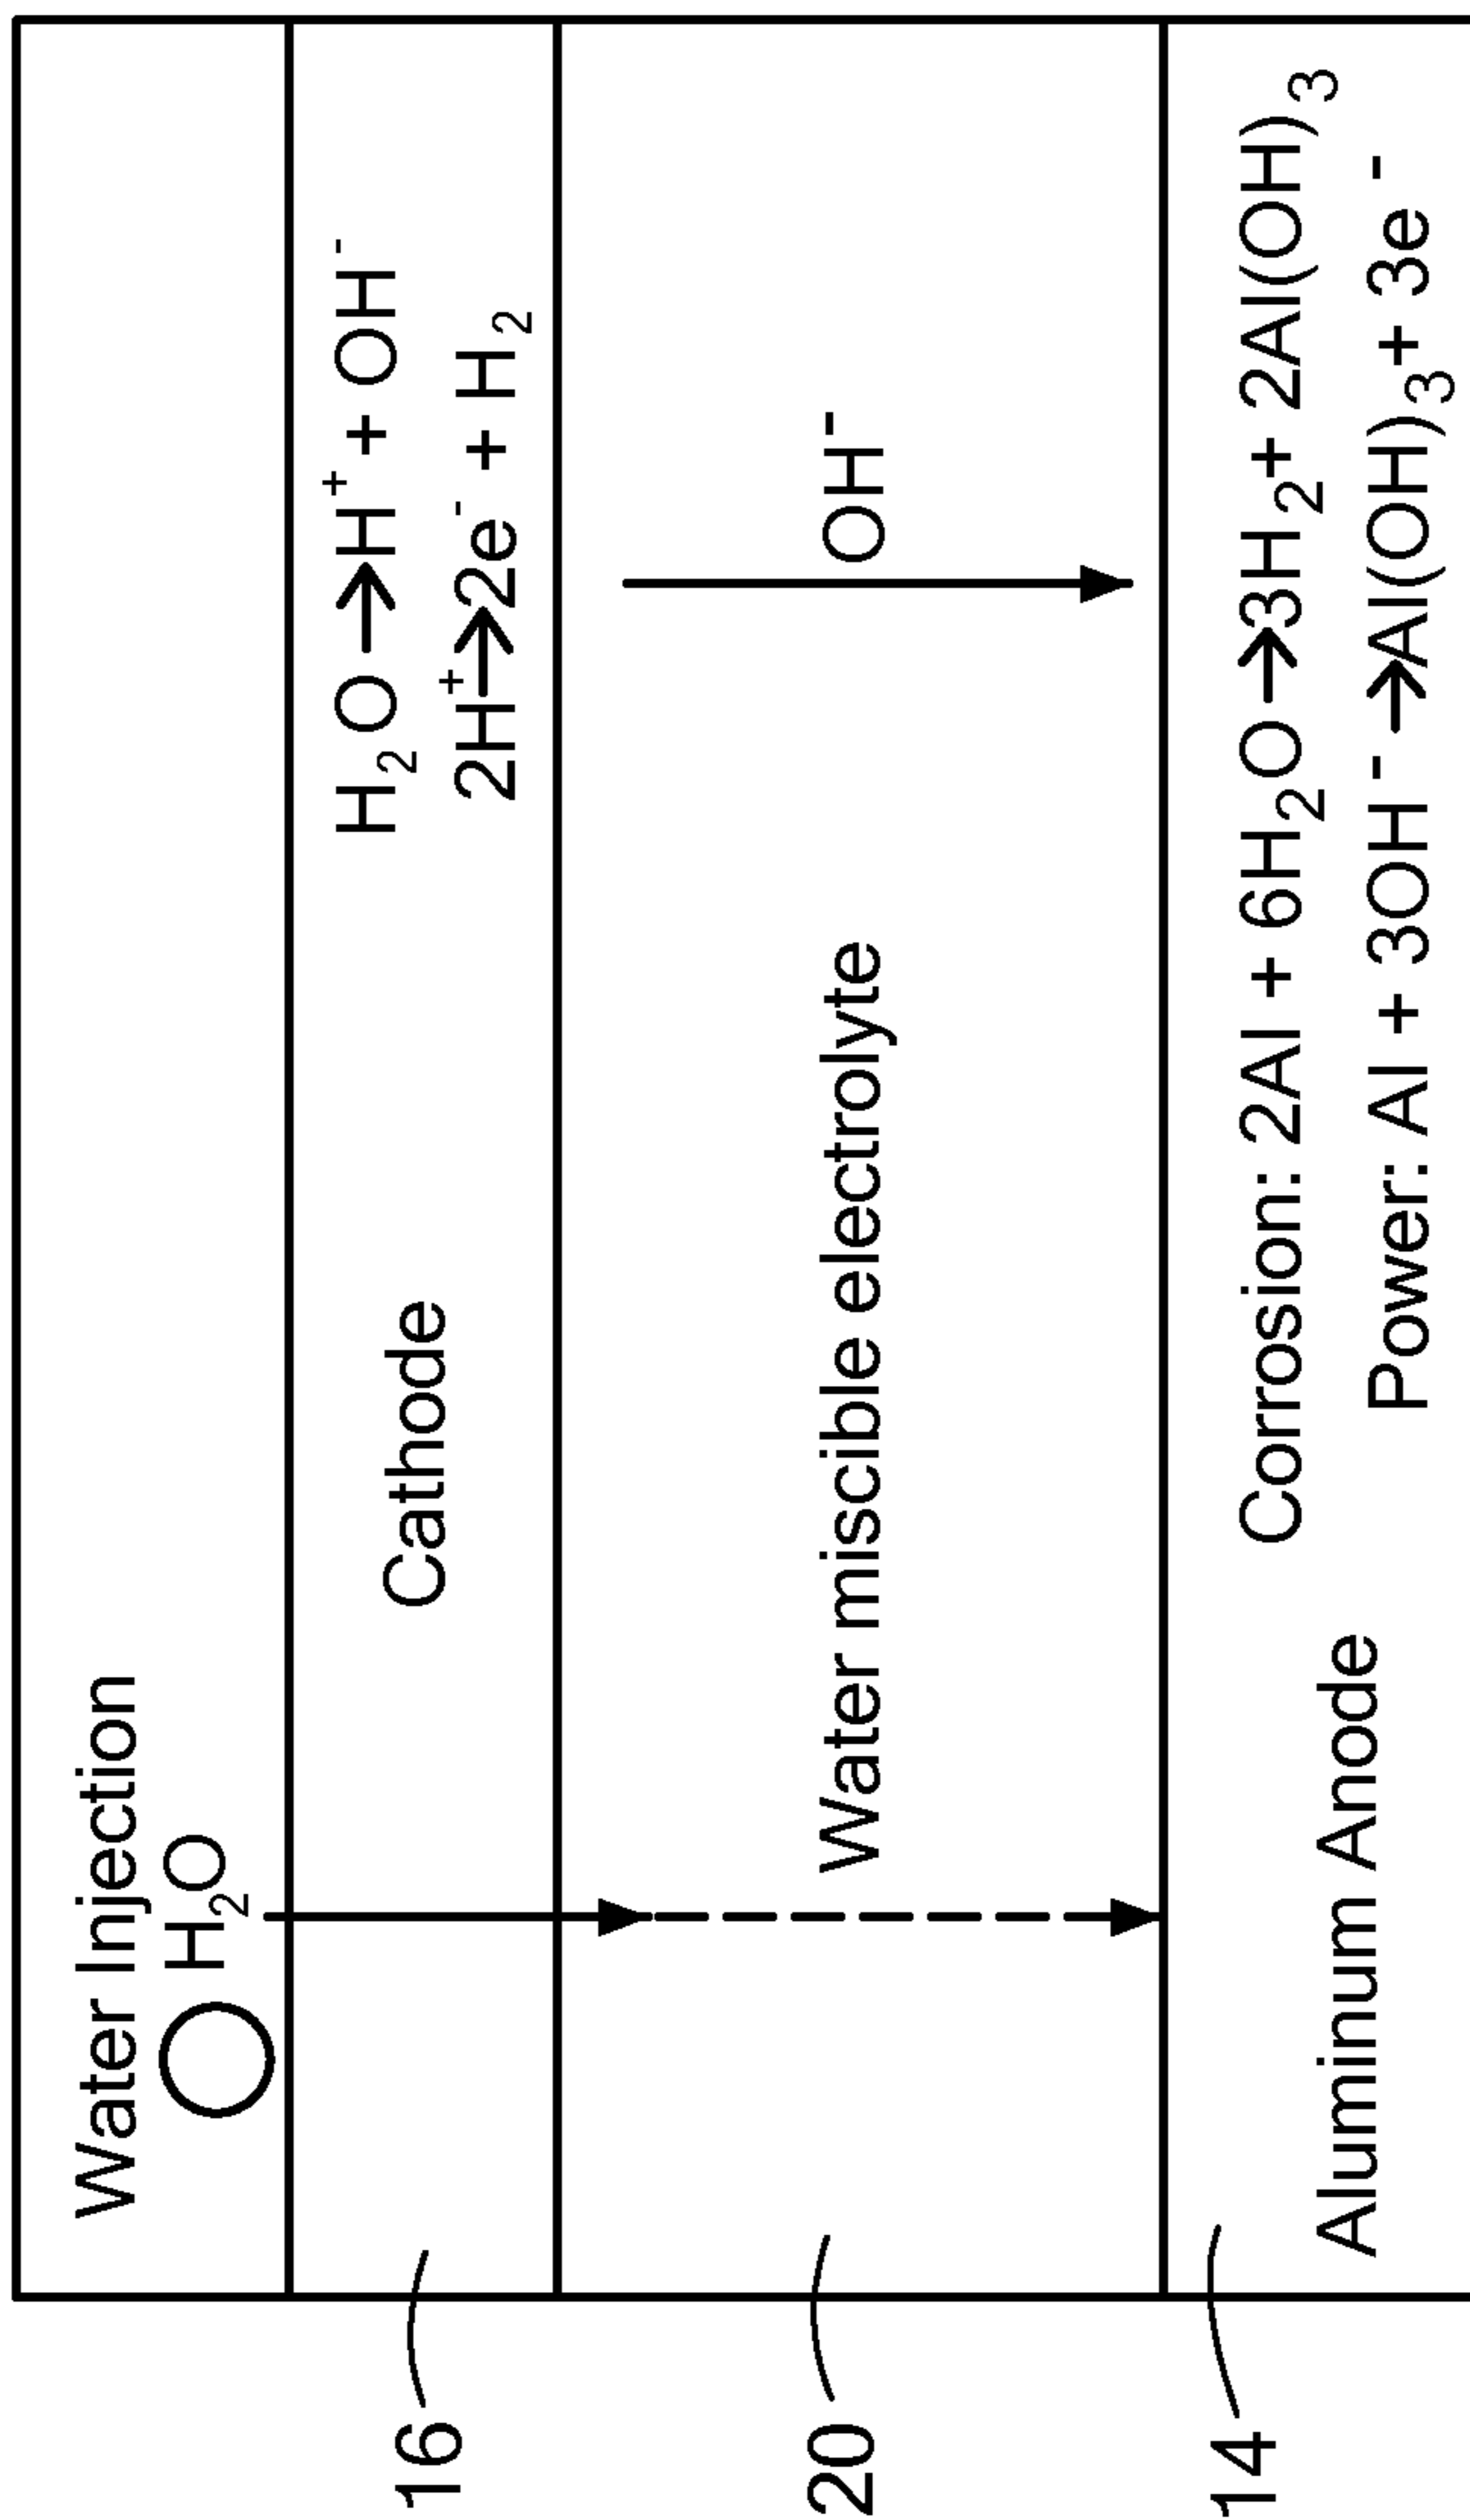 Water Injection
H₂O
16
Cathode
H₂O → H⁺ + OH⁻
2H⁺ → 2e⁻ + H₂
20
Water miscible electrolyte
OH⁻
14
Aluminum Anode
Corrosion: 2Al + 6H₂O → 3H₂ + 2Al(OH)₃
Power: Al + 3OH⁻ → Al(OH)₃ + 3e⁻